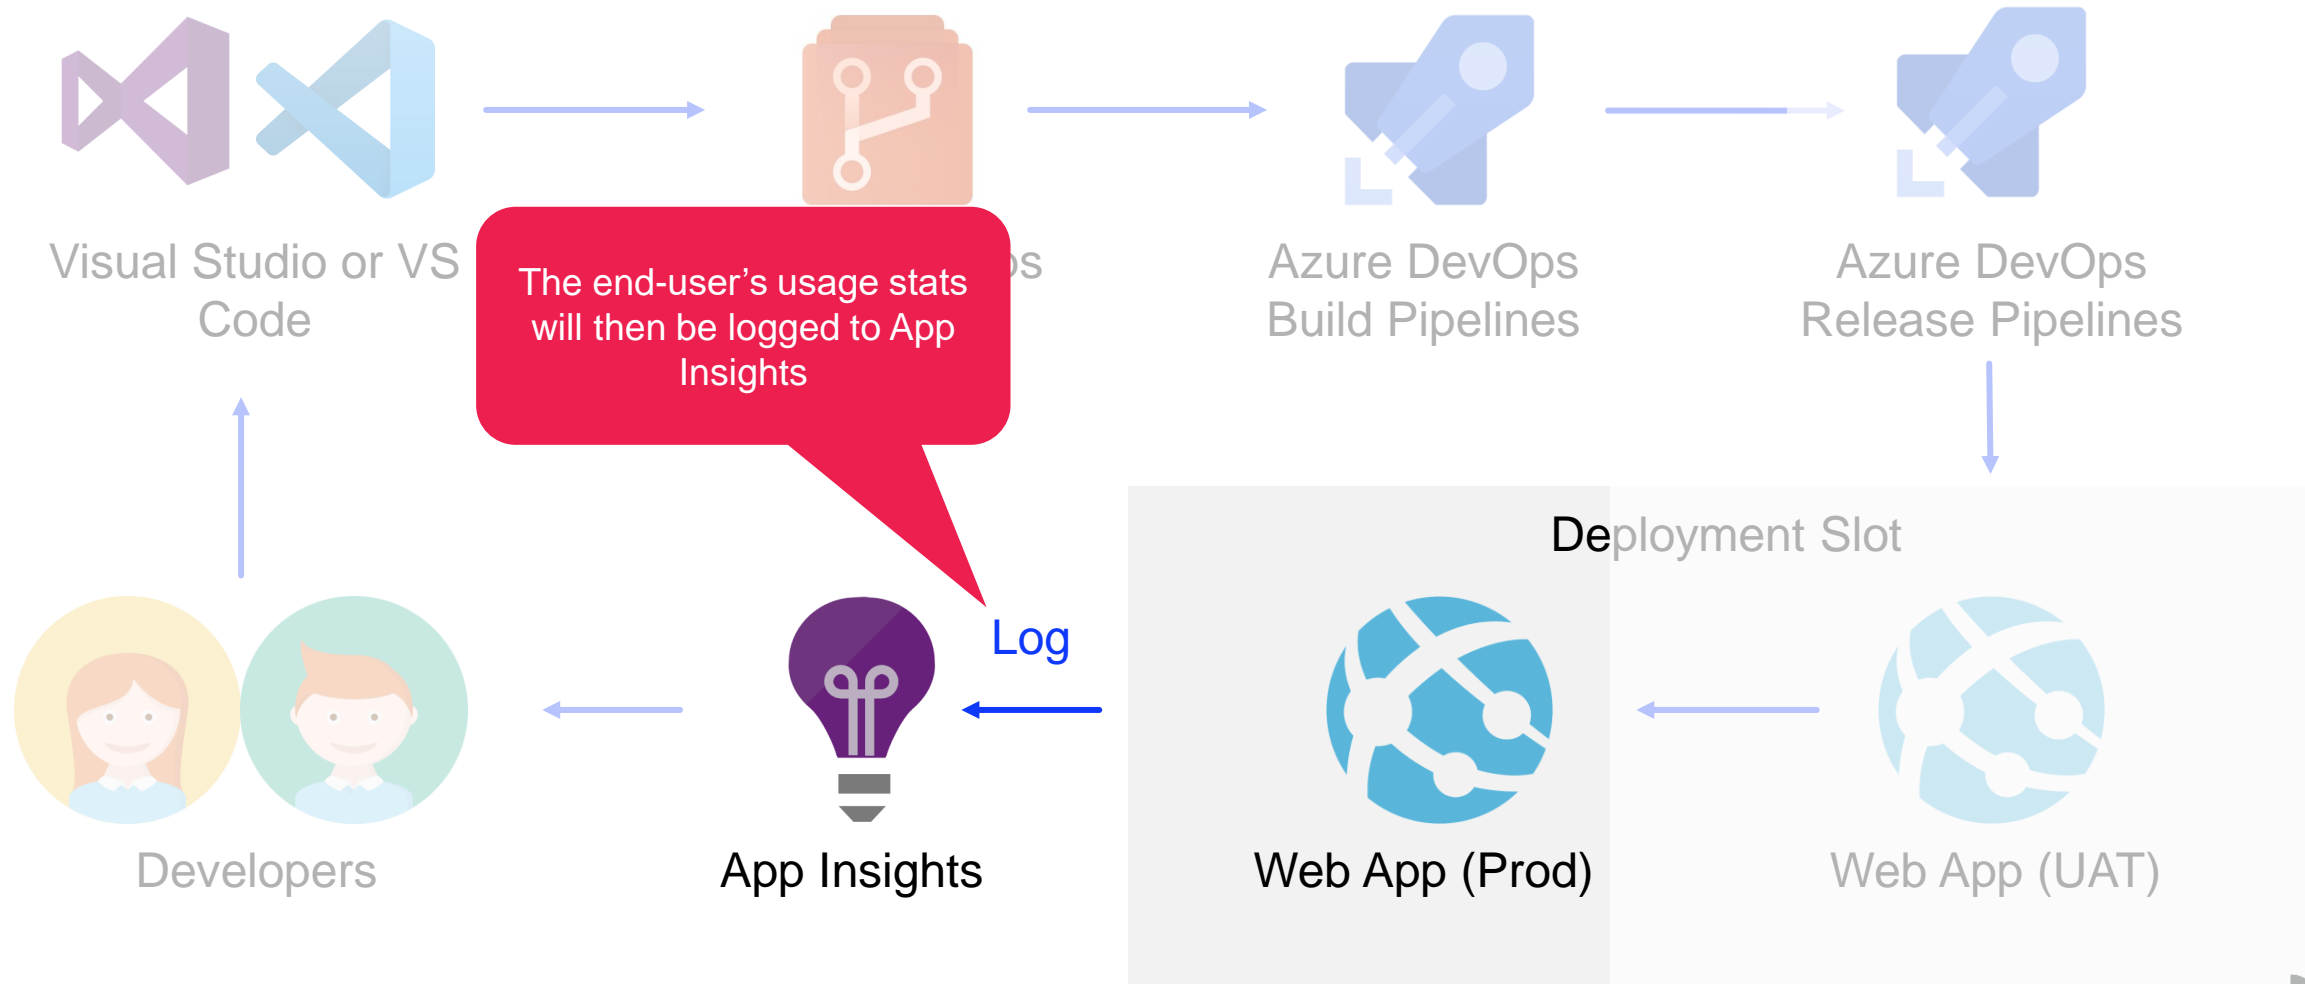 Visual Studio or VS
Code
The end-user’s usage stats
will then be logged to App
Insights
Azure DevOps
Build Pipelines
Azure DevOps
Release Pipelines
Deployment Slot
Log
Developers
App Insights
Web App (Prod)
Web App (UAT)